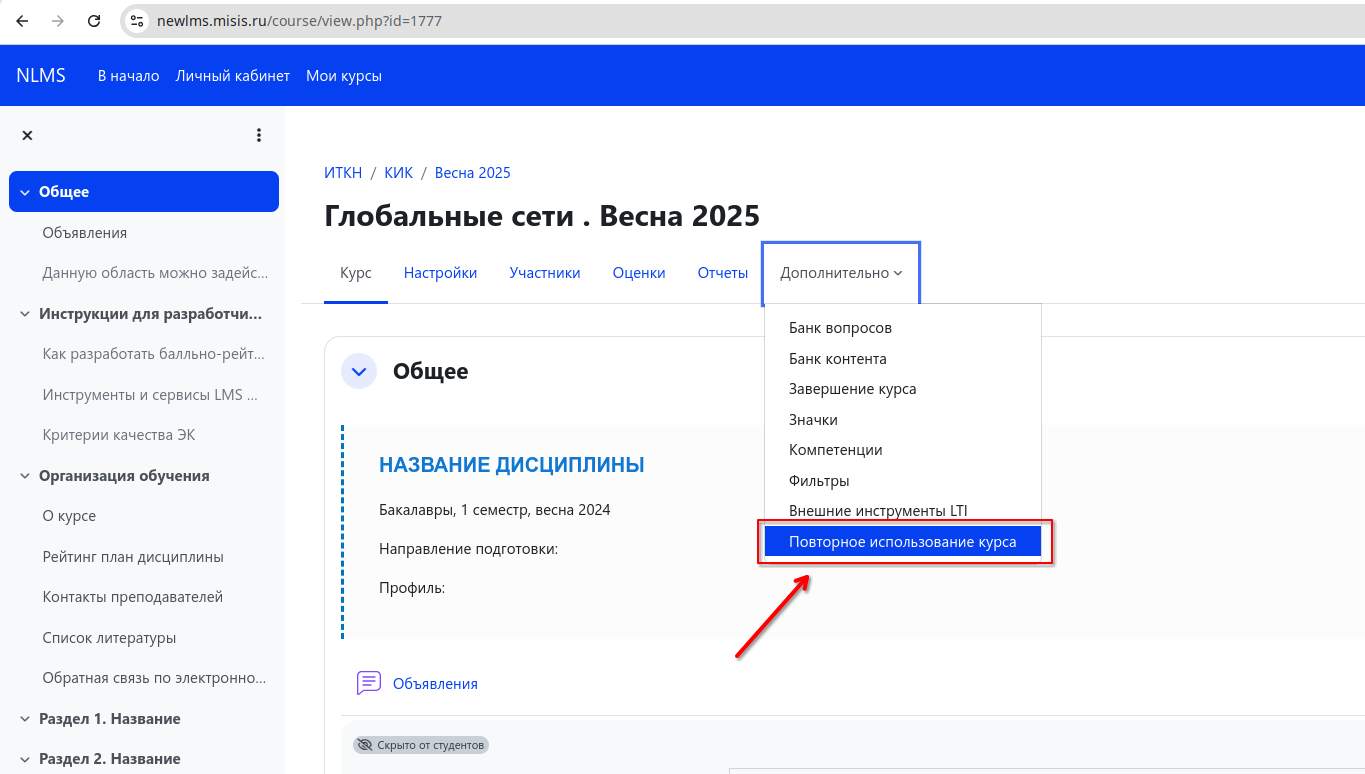 newlms.misis.ru/course/view.php?id=1777
NLMS В начало Личный кабинет Мои курсы
Общее
Объявления
Данную область можно задейс...
Инструкции для разработчи...
Как разработать балльно-рейт...
Инструменты и сервисы LMS ...
Критерии качества ЭК
Организация обучения
О курсе
Рейтинг план дисциплины
Контакты преподавателей
Список литературы
Обратная связь по электронно...
Раздел 1. Название
Раздел 2. Название
ИТКН / КИК / Весна 2025
Глобальные сети . Весна 2025
Курс Настройки Участники Оценки Отчеты Дополнительно
Банк вопросов
Банк контента
Завершение курса
Значки
Компетенции
Фильтры
Внешние инструменты LTI
Повторное использование курса
Общее
НАЗВАНИЕ ДИСЦИПЛИНЫ
Бакалавры, 1 семестр, весна 2024
Направление подготовки:
Профиль:
Объявления
Скрыто от студентов